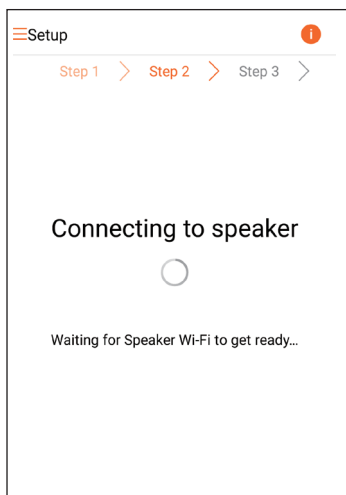 Setup
i
Step 1 Step 2 Step 3
Connecting to speaker
Waiting for Speaker Wi-Fi to get ready...